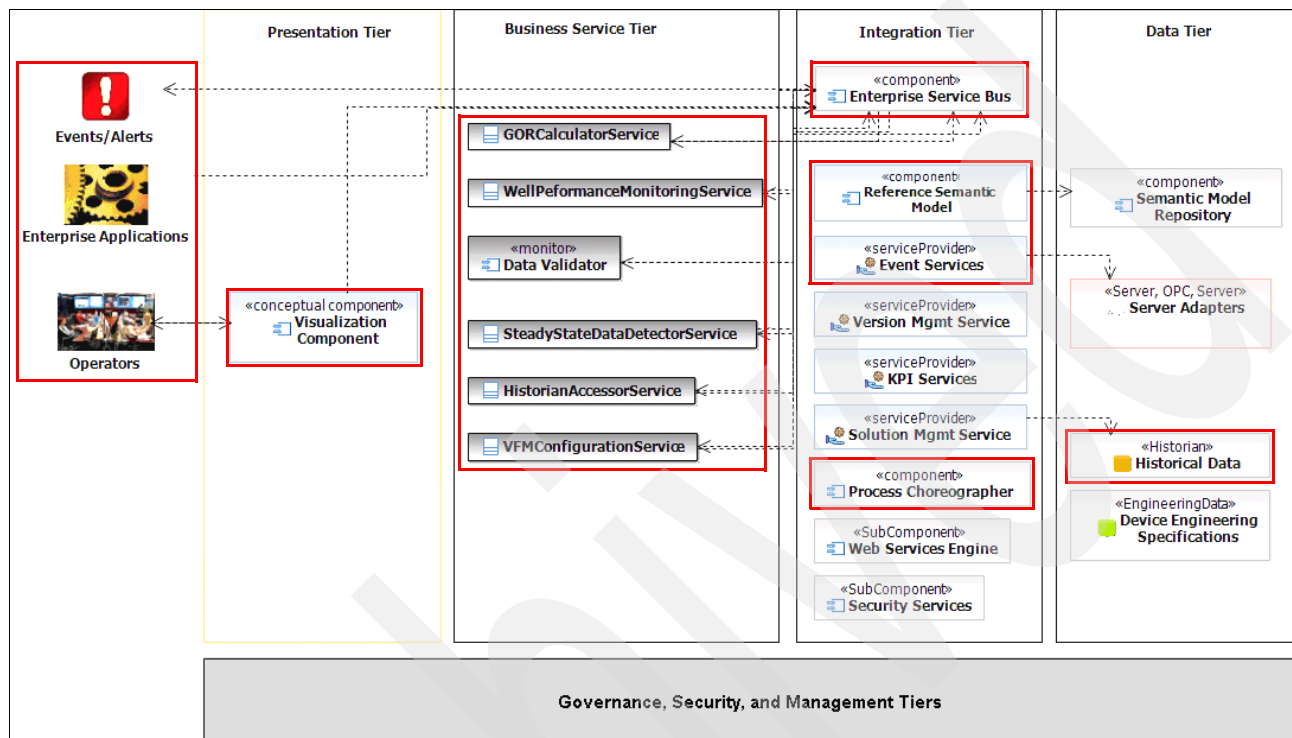 Presentation Tier
Business Service Tier
Integration Tier
Data Tier
Events/Alerts
Enterprise Applications
Operators
«conceptual component»
Visualization
Component
GORCalculatorService
WellPeformanceMonitoringService
«monitor»
Data Validator
SteadyStateDataDetectorService
HistorianAccessorService
VFMConfigurationService
«component»
Enterprise Service Bus
«component»
Reference Semantic
Model
«serviceProvider»
Event Services
«serviceProvider»
Version Mgmt Service
«serviceProvider»
KPI Services
«serviceProvider»
Solution Mgmt Service
«component»
Process Choreographer
«SubComponent»
Web Services Engine
«SubComponent»
Security Services
«component»
Semantic Model
Repository
«Server, OPC, Server»
Server Adapters
«Historian»
Historical Data
«EngineeringData»
Device Engineering
Specifications
Governance, Security, and Management Tiers